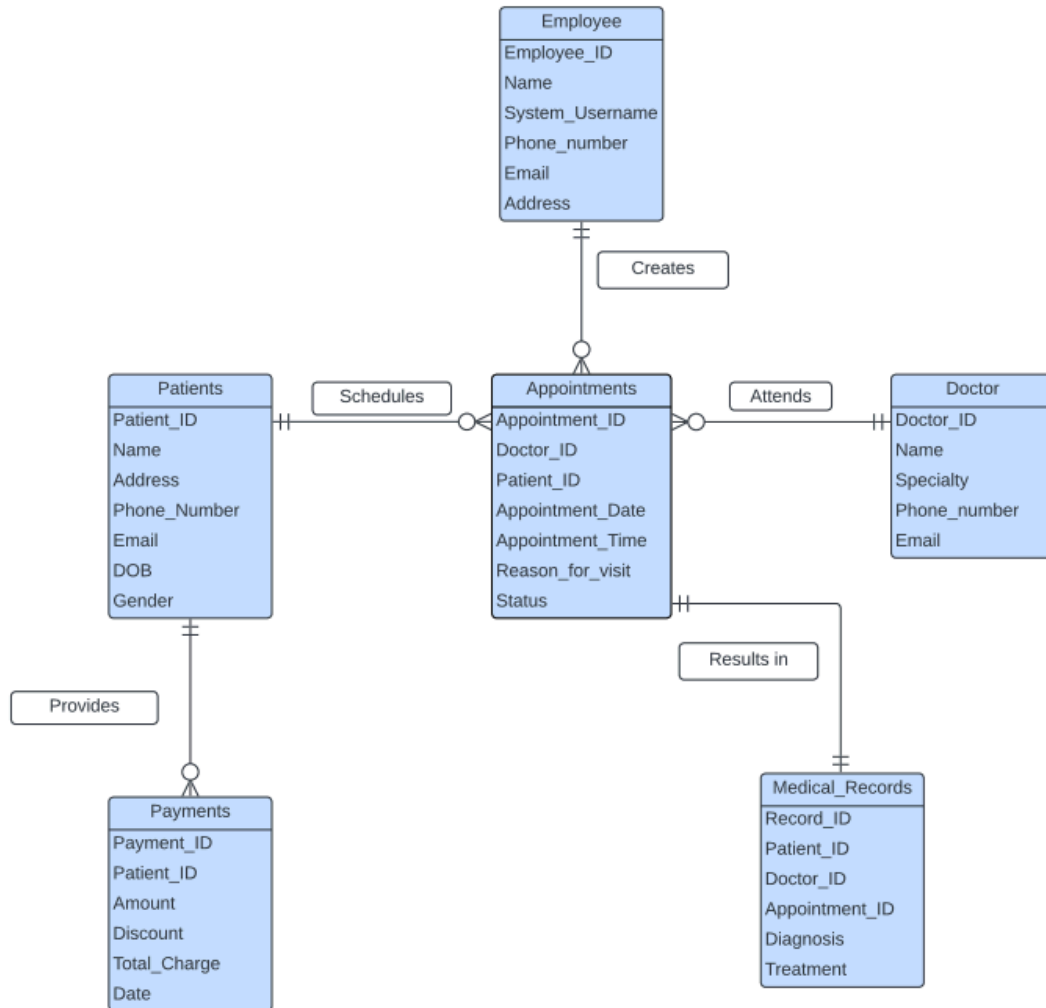 Employee
Employee_ID
Name
System_Username
Phone_number
Email
Address
Creates
Patients
Patient_ID
Name
Address
Phone_Number
Email
DOB
Gender
Schedules
Appointments
Appointment_ID
Doctor_ID
Patient_ID
Appointment_Date
Appointment_Time
Reason_for_visit
Status
Attends
Doctor
Doctor_ID
Name
Specialty
Phone_number
Email
Results in
Provides
Payments
Payment_ID
Patient_ID
Amount
Discount
Total_Charge
Date
Medical_Records
Record_ID
Patient_ID
Doctor_ID
Appointment_ID
Diagnosis
Treatment